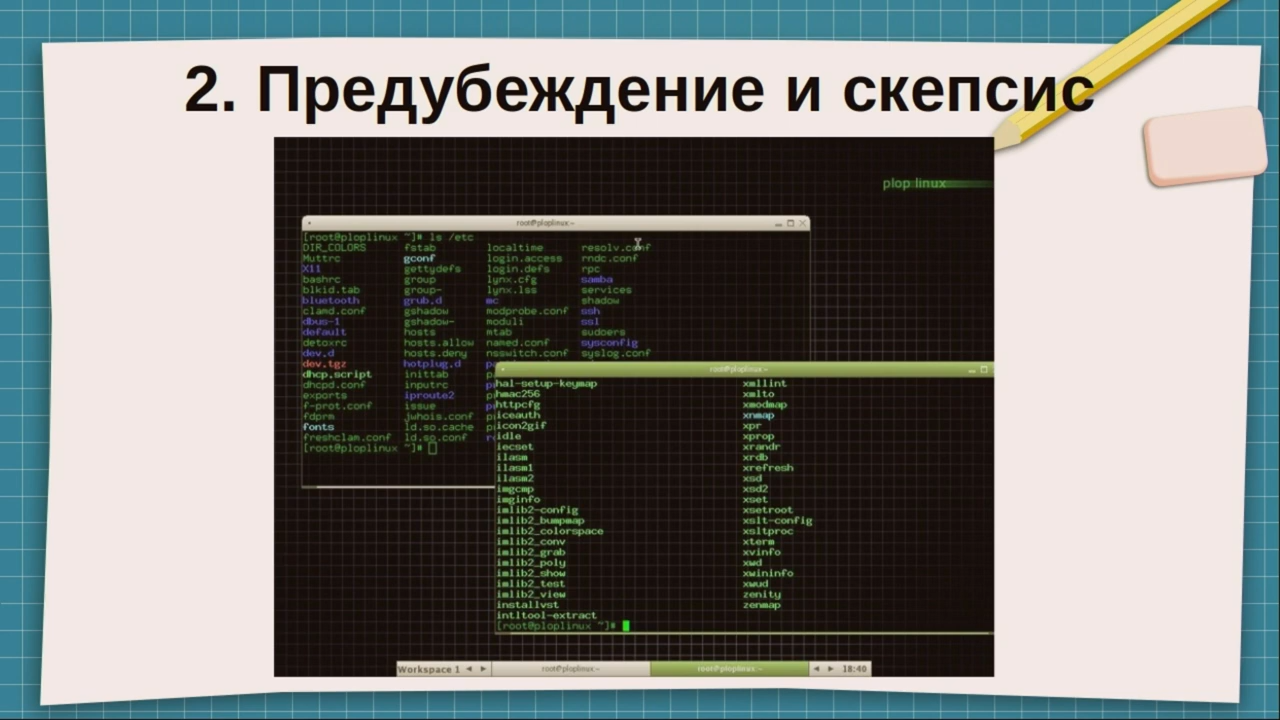 2. Предубеждение и скепсис
plop linux
root@ploplinux:~
[root@ploplinux ~]# ls /etc
DIR_COLORS fstab localtime resolv.conf
Muttrc gconf login.access rndc.conf
X11 gettydefs login.defs rpc
bashrc group lynx.cfg samba
blkid.tab group- lynx.lss services
bluetooth grub.d mc shadow
clamd.conf gshadow modprobe.conf ssh
dbus-1 gshadow- moduli ssl
default hosts mtab sudoers
detoxrc hosts.allow named.conf sysconfig
dev.d hosts.deny nsswitch.conf syslog.conf
dev.tgz hotplug.d
dhcp.script inittab
dhcpd.conf inputrc
exports iproute2
f-prot.conf issue
fdprm jwhois.conf
fonts ld.so.cache
freshclam.conf ld.so.conf
[root@ploplinux ~]#
root@ploplinux:~
hal-setup-keymap xmllint
hmac256 xmlto
httpcfg xmodmap
iceauth xnmap
icon2gif xpr
idle xprop
iecset xrandr
ilasm xrdb
ilasm1 xrefresh
ilasm2 xsd
imgcmp xsd2
imginfo xset
imlib2-config xsetroot
imlib2_bumpmap xslt-config
imlib2_colorspace xsltproc
imlib2_conv xterm
imlib2_grab xvinfo
imlib2_poly xwd
imlib2_show xwininfo
imlib2_test xwud
imlib2_view zenity
installvst zenmap
intltool-extract
[root@ploplinux ~]#
Workspace 1 root@ploplinux:~ root@ploplinux:~ 18:40